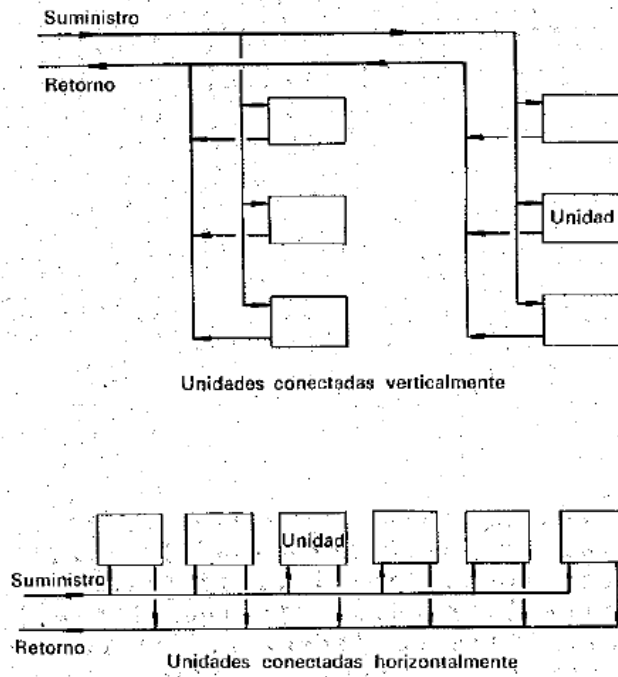 Suministro
Retorno
Unidad
Unidades conectadas verticalmente
Unidad
Suministro
Retorno
Unidades conectadas horizontalmente